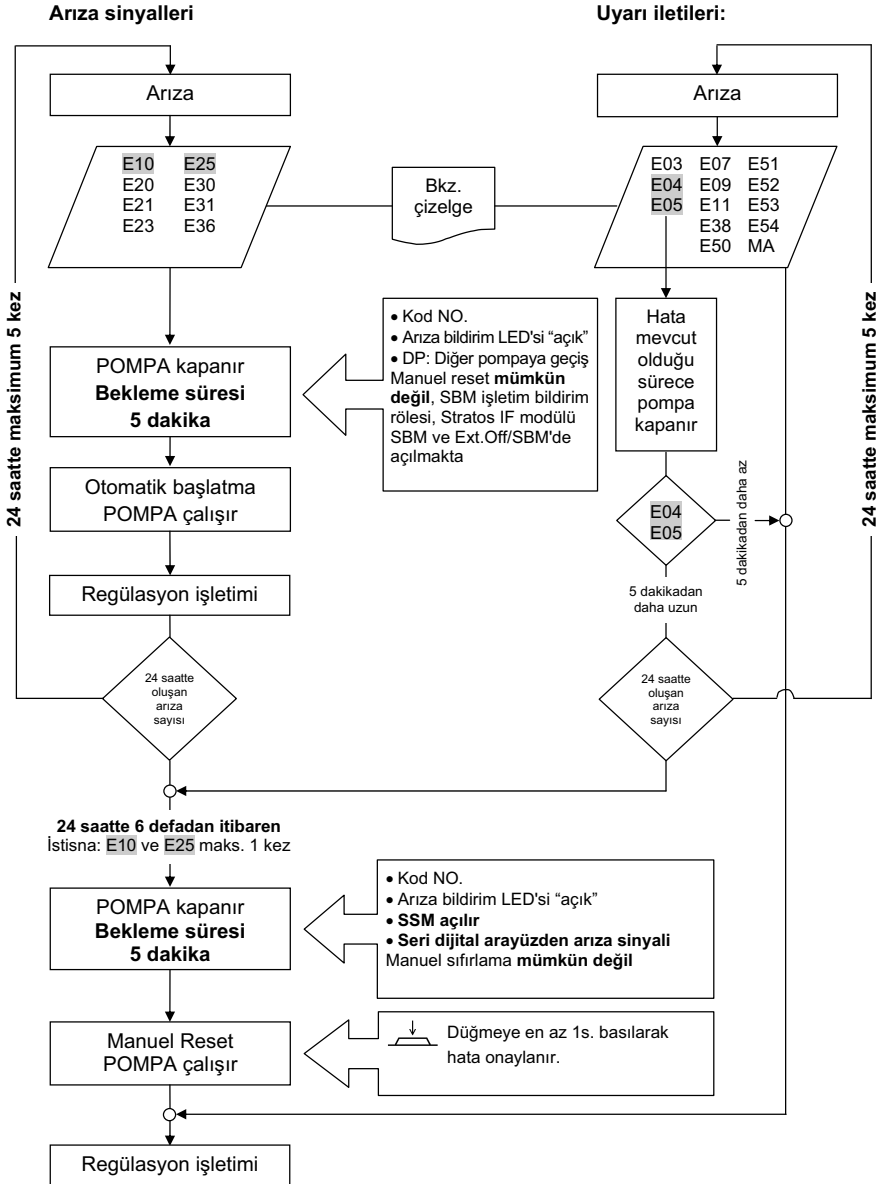 Arıza sinyalleri
Uyarı iletileri:
Arıza
Arıza
E10 E25
E20 E30
E21 E31
E23 E36
Bkz.
çizelge
E03 E07 E51
E04 E09 E52
E05 E11 E53
E38 E54
E50 MA
24 saatte maksimum 5 kez
POMPA kapanır
Bekleme süresi
5 dakika
• Kod NO.
• Arıza bildirim LED'si “açık”
• DP: Diğer pompaya geçiş
Manuel reset mümkün
değil, SBM işletim bildirim
rölesi, Stratos IF modülü
SBM ve Ext.Off/SBM'de
açılmakta
Hata
mevcut
olduğu
sürece
pompa
kapanır
24 saatte maksimum 5 kez
Otomatik başlatma
POMPA çalışır
E04
E05
5 dakikadan daha az
Regülasyon işletimi
5 dakikadan
daha uzun
24 saatte
oluşan
arıza
sayısı
24 saatte
oluşan
arıza
sayısı
24 saatte 6 defadan itibaren
İstisna: E10 ve E25 maks. 1 kez
POMPA kapanır
Bekleme süresi
5 dakika
• Kod NO.
• Arıza bildirim LED'si “açık”
• SSM açılır
• Seri dijital arayüzden arıza sinyali
Manuel sıfırlama mümkün değil
Manuel Reset
POMPA çalışır
Düğmeye en az 1s. basılarak
hata onaylanır.
Regülasyon işletimi